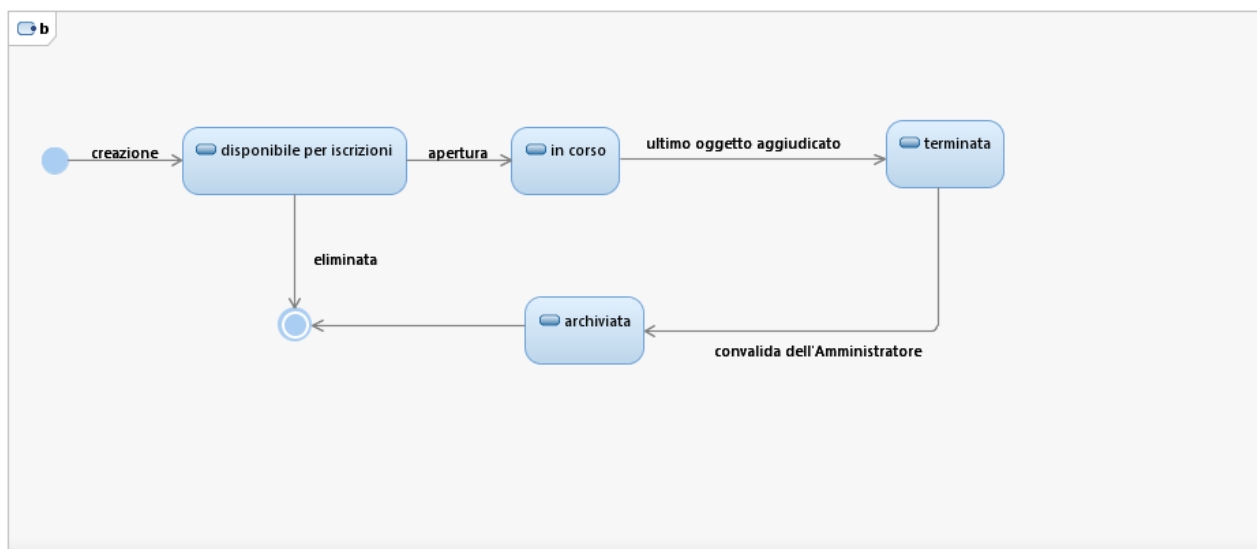 b
creazione
disponibile per iscrizioni
apertura
in corso
ultimo oggetto aggiudicato
terminata
eliminata
archiviata
convalida dell'Amministratore